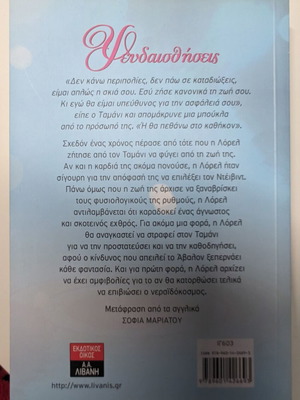 Ψευδαισθήσεις
«Δεν κάνω περιπολίες, δεν πάω σε καταδιώξεις,
είμαι απλώς η σκιά σου. Εσύ ζήσε κανονικά τη ζωή σου.
Κι εγώ θα είμαι υπεύθυνος για την ασφάλειά σου»,
είπε ο Ταμάνι και απομάκρυνε μια μπούκλα
από το πρόσωπό της. «Ή θα πεθάνω στο καθήκον».
Σχεδόν ένας χρόνος πέρασε από τότε που η Λόρελ
ζήτησε από τον Ταμάνι να φύγει από τη ζωή της.
Αν και η καρδιά της ακόμα πονούσε, η Λόρελ ήταν
σίγουρη για την απόφασή της να επιλέξει τον Ντέιβιντ.
Πάνω όμως που η ζωή της άρχισε να ξαναβρίσκει
τους φυσιολογικούς της ρυθμούς, η Λόρελ
αντιλαμβάνεται ότι καραδοκεί ένας άγνωστος
και σκοτεινός εχθρός. Για ακόμα μια φορά, η Λόρελ
θα αναγκαστεί να στραφεί στον Ταμάνι
για να την προστατεύσει και να την καθοδηγήσει,
αφού ο κίνδυνος που απειλεί το Άβαλον ξεπερνάει
κάθε φαντασία. Και για πρώτη φορά, η Λόρελ αρχίζει
να έχει αμφιβολίες για το αν θα κατορθώσει τελικά
να επιβιώσει ο νεραϊδόκοσμος.
Μετάφραση από τα αγγλικά
ΣΟΦΙΑ ΜΑΡΙΑΤΟΥ
ΕΚΔΟΤΙΚΟΣ
ΟΙΚΟΣ
Α.Α.
ΛΙΒΑΝΗ
http://www.livanis.gr